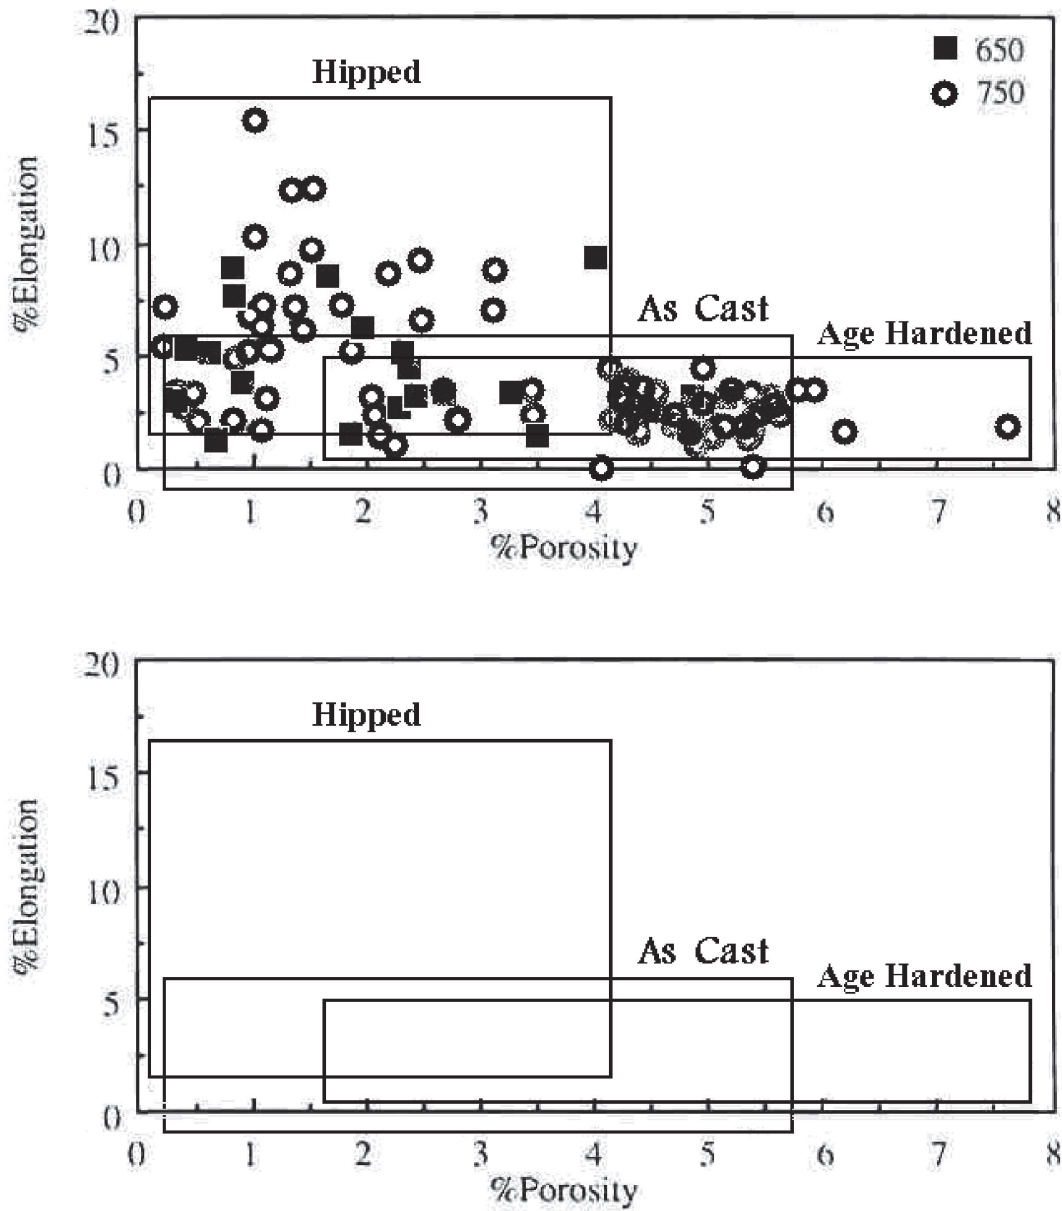 20
650
Hipped
750
15
%Elongation
10
As Cast
Age Hardened
5
0
0 1 2 3 4 5 6 7 8
%Porosity
20
Hipped
15
%Elongation
10
As Cast
Age Hardened
5
0
0 1 2 3 4 5 6 7 8
%Porosity